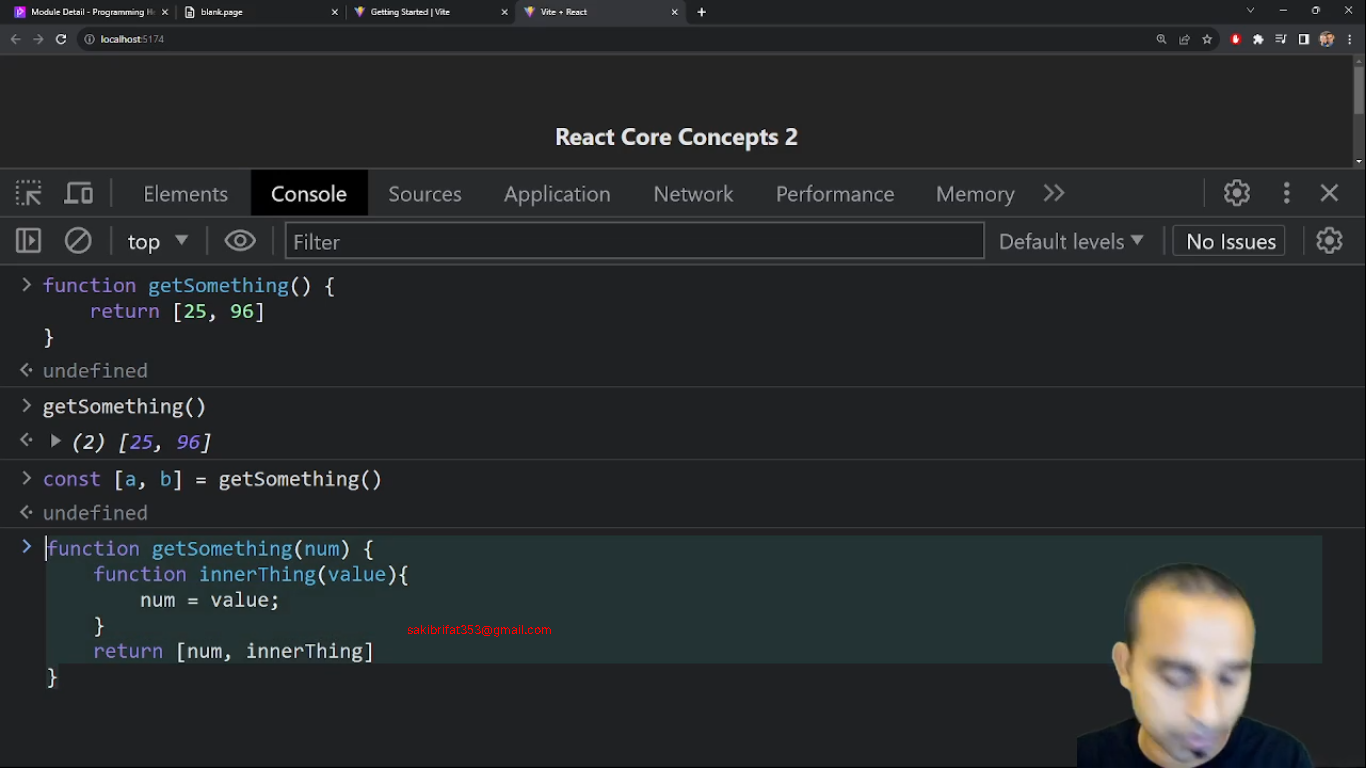 Module Detail - Programming H
blank.page
Getting Started | Vite
Vite + React
localhost:5174
React Core Concepts 2
Elements
Console
Sources
Application
Network
Performance
Memory
top
Filter
Default levels
No Issues
function getSomething() {
return [25, 96]
}
undefined
getSomething()
(2) [25, 96]
const [a, b] = getSomething()
undefined
function getSomething(num) {
function innerThing(value){
num = value;
}
sakibrifat353@gmail.com
return [num, innerThing]
}